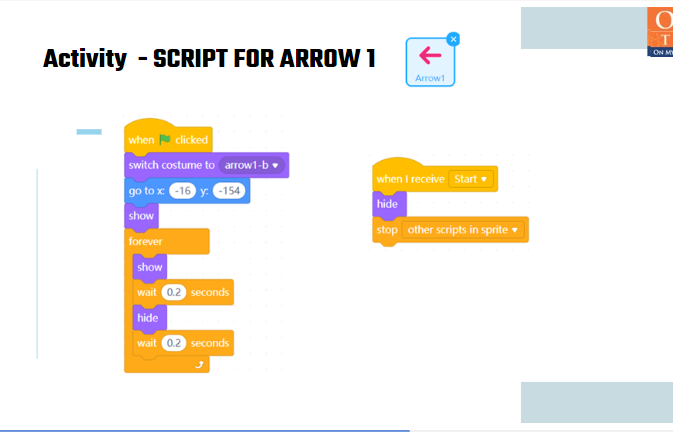 Activity - SCRIPT FOR ARROW 1
Arrow1
O
T
ON M
when clicked
switch costume to arrow1-b
go to x: -16 y: -154
show
forever
show
wait 0.2 seconds
hide
wait 0.2 seconds
when I receive Start
hide
stop other scripts in sprite